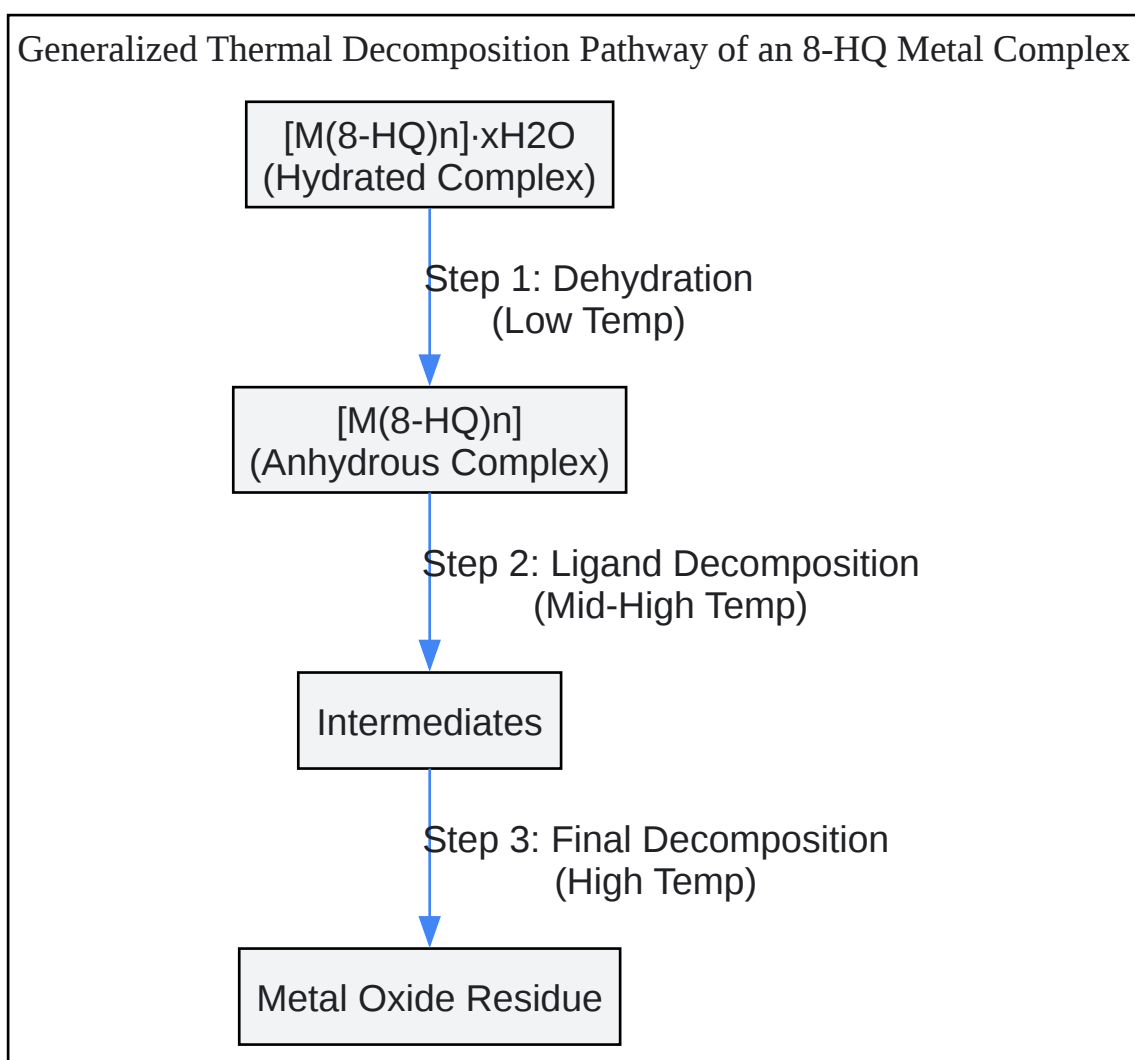 Generalized Thermal Decomposition Pathway of an 8-HQ Metal Complex
[M(8-HQ)n]·xH2O
(Hydrated Complex)
Step 1: Dehydration
(Low Temp)
[M(8-HQ)n]
(Anhydrous Complex)
Step 2: Ligand Decomposition
(Mid-High Temp)
Intermediates
Step 3: Final Decomposition
(High Temp)
Metal Oxide Residue